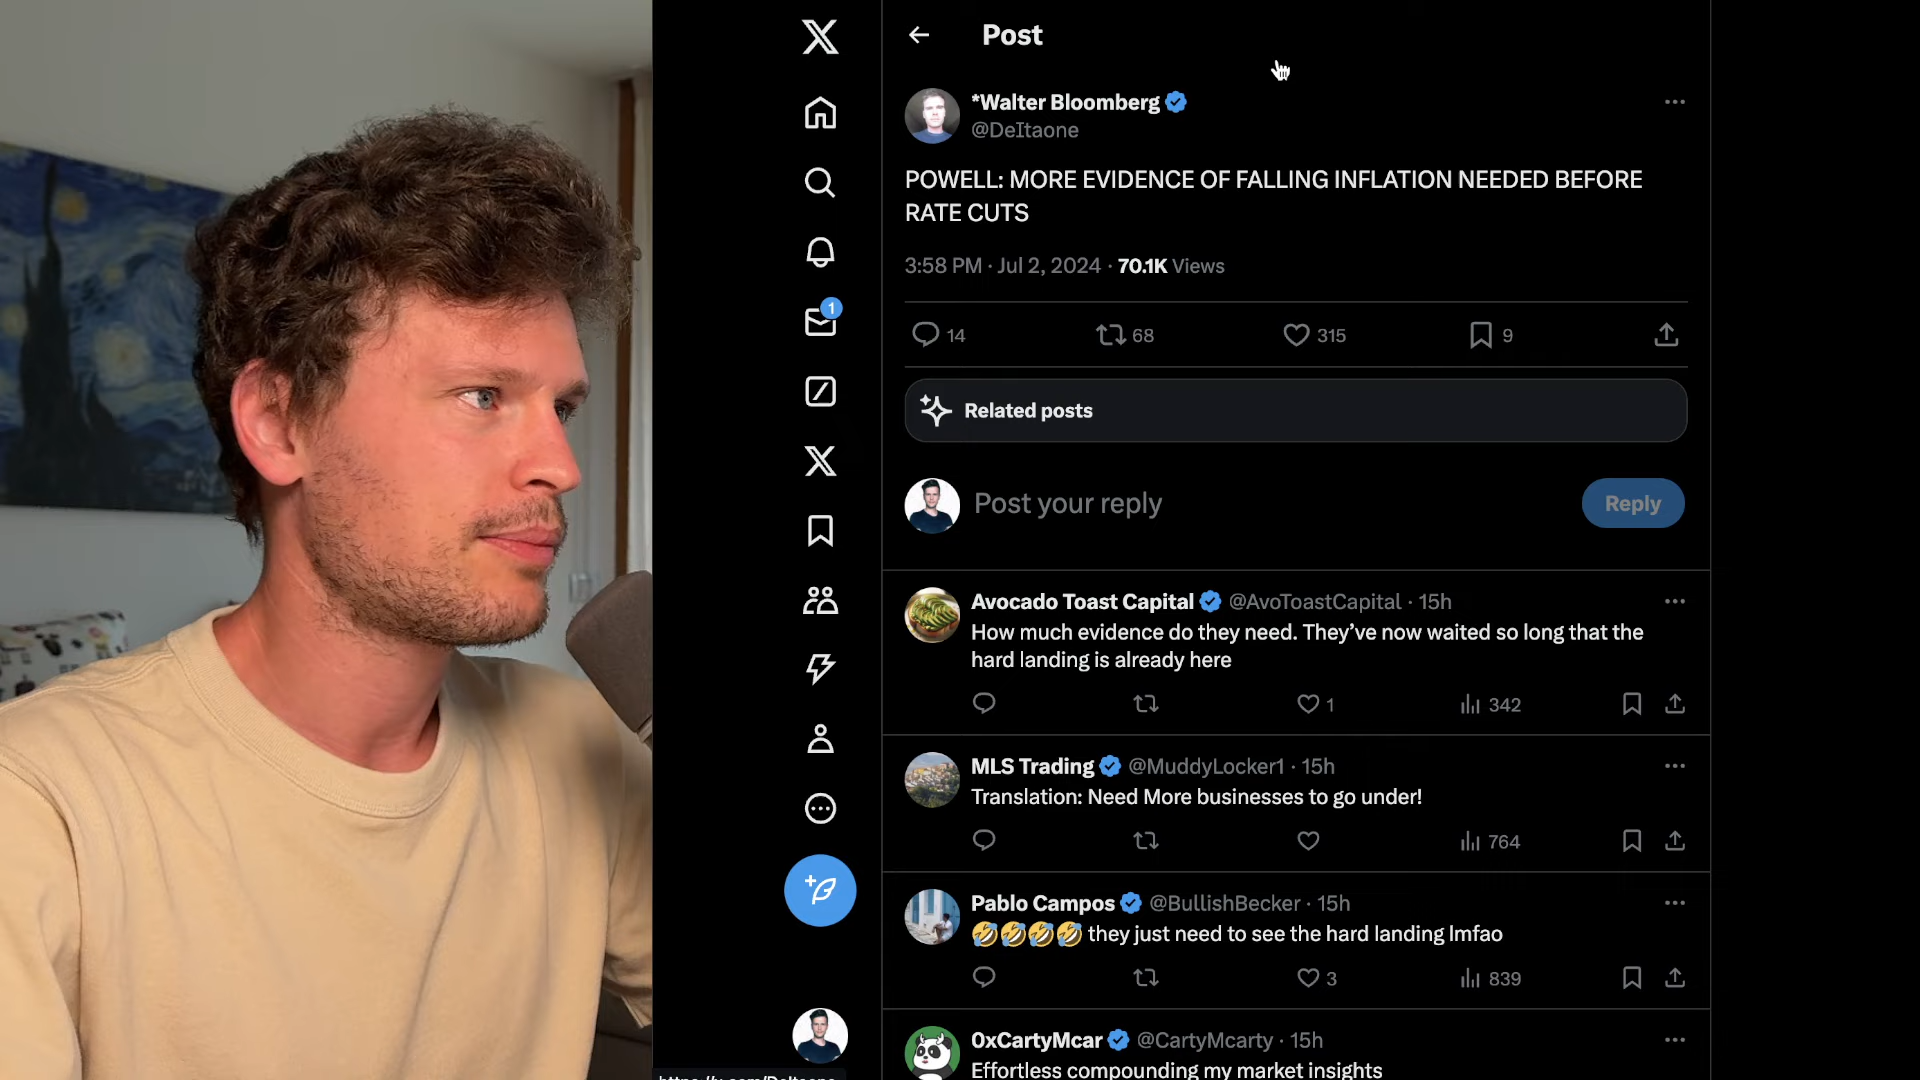 Post
*Walter Bloomberg
@DeItaone
POWELL: MORE EVIDENCE OF FALLING INFLATION NEEDED BEFORE
RATE CUTS
3:58 PM · Jul 2, 2024 · 70.1K Views
14 68 315 9
Related posts
Post your reply
Reply
Avocado Toast Capital @AvoToastCapital · 15h
How much evidence do they need. They’ve now waited so long that the
hard landing is already here
1 342
MLS Trading @MuddyLocker1 · 15h
Translation: Need More businesses to go under!
764
Pablo Campos @BullishBecker · 15h
🤣🤣🤣🤣 they just need to see the hard landing lmfao
3 839
0xCartyMcar @CartyMcarty · 15h
Effortless compounding my market insights
1